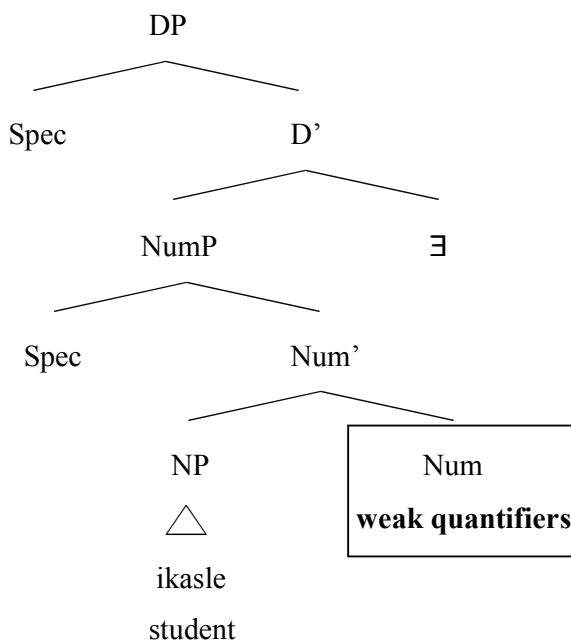 DP
Spec D’
NumP ∃
Spec Num’
NP Num
weak quantifiers
ikasle
student